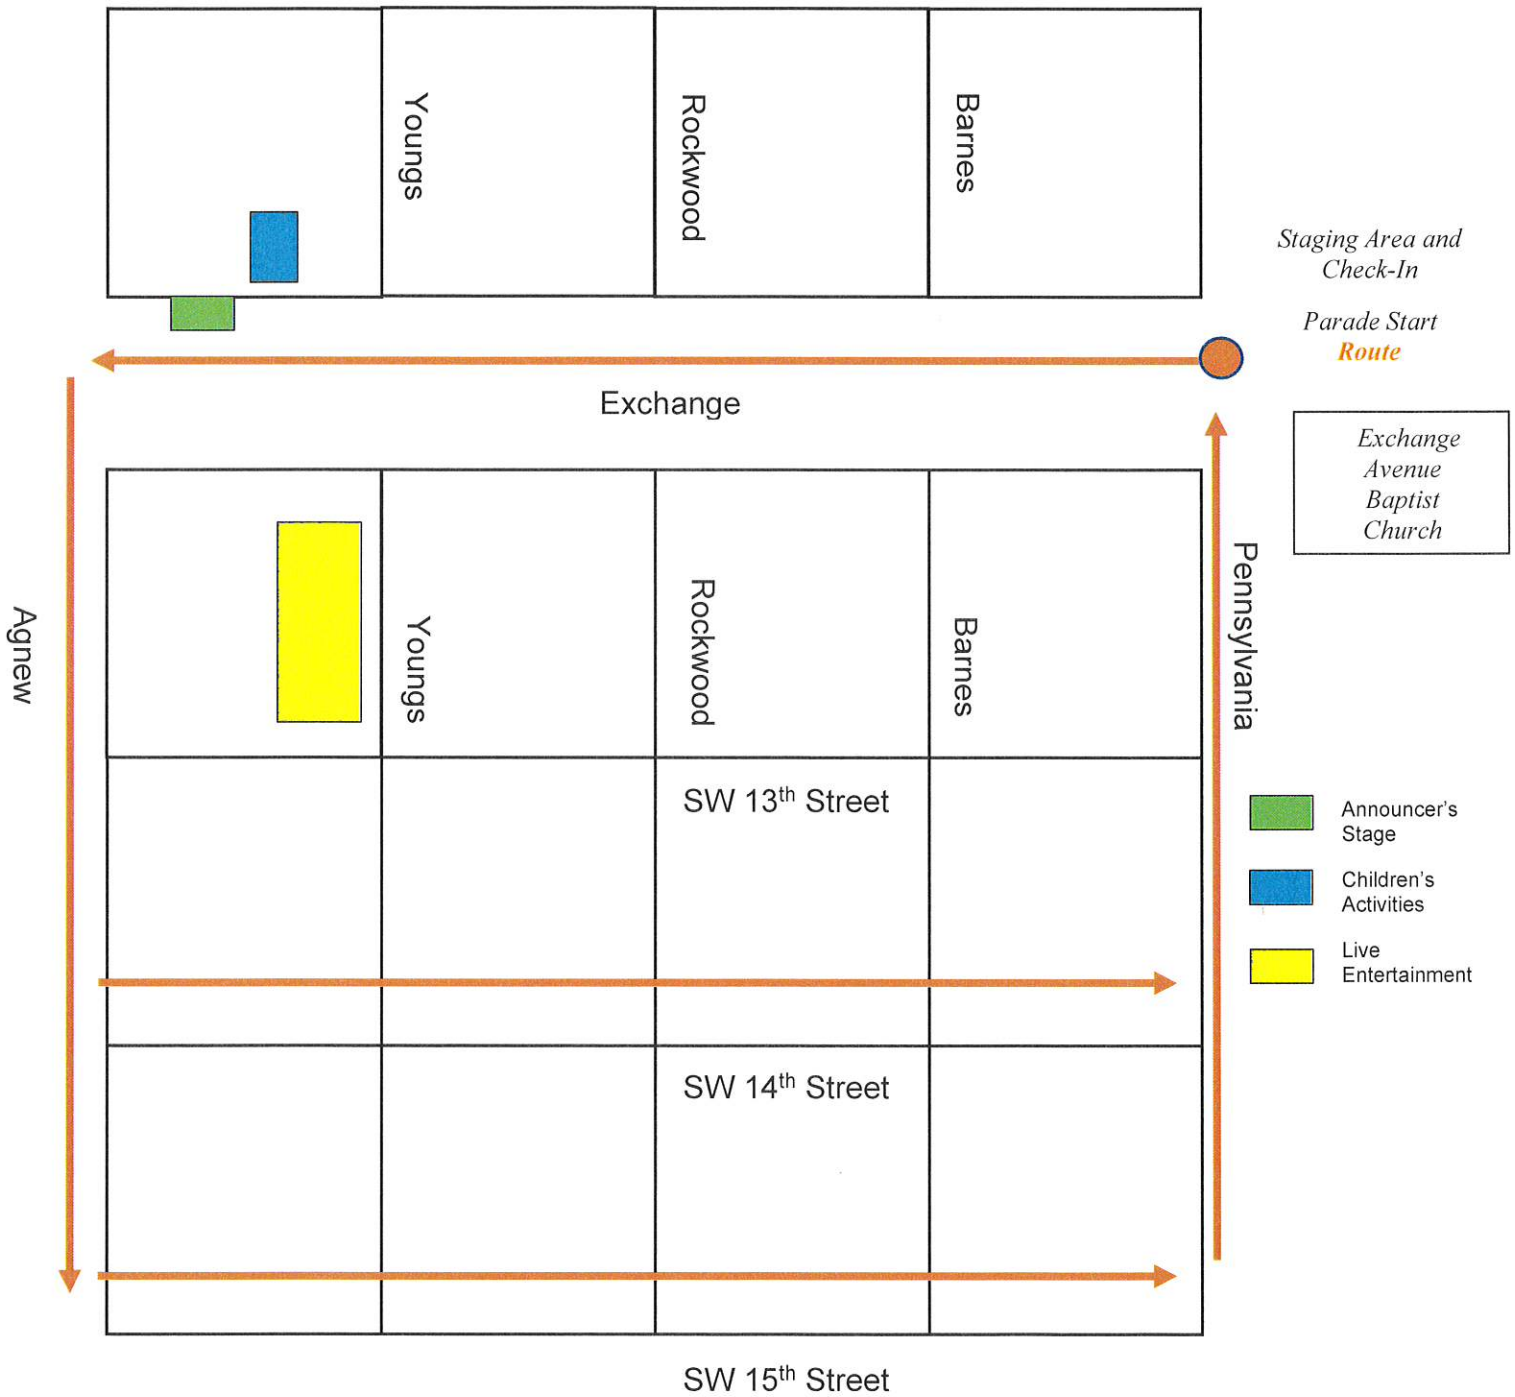 Youngs
Rockwood
Barnes
Staging Area and
Check-In
Parade Start
Route
Exchange
Exchange
Avenue
Baptist
Church
Agnew
Youngs
Rockwood
Barnes
Pennsylvania
SW 13th Street
Announcer's
Stage
Children's
Activities
Live
Entertainment
SW 14th Street
SW 15th Street